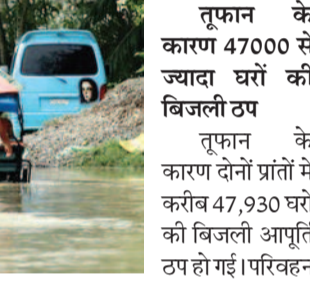 तूफान के
कारण 47000 से
ज्यादा घरों की
बिजली ठप
तूफान के
कारण दोनों प्रांतों में
करीब 47,930 घरों
की बिजली आपूर्ति
ठप हो गई। परिवहन